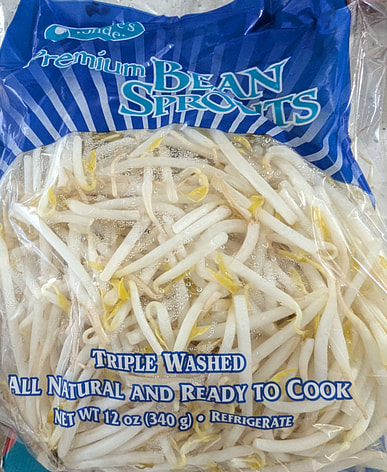 Premium BEAN
SPROUTS
TRIPLE WASHED
ALL NATURAL AND READY TO COOK
NET WT 12 OZ (340 g) • REFRIGERATE